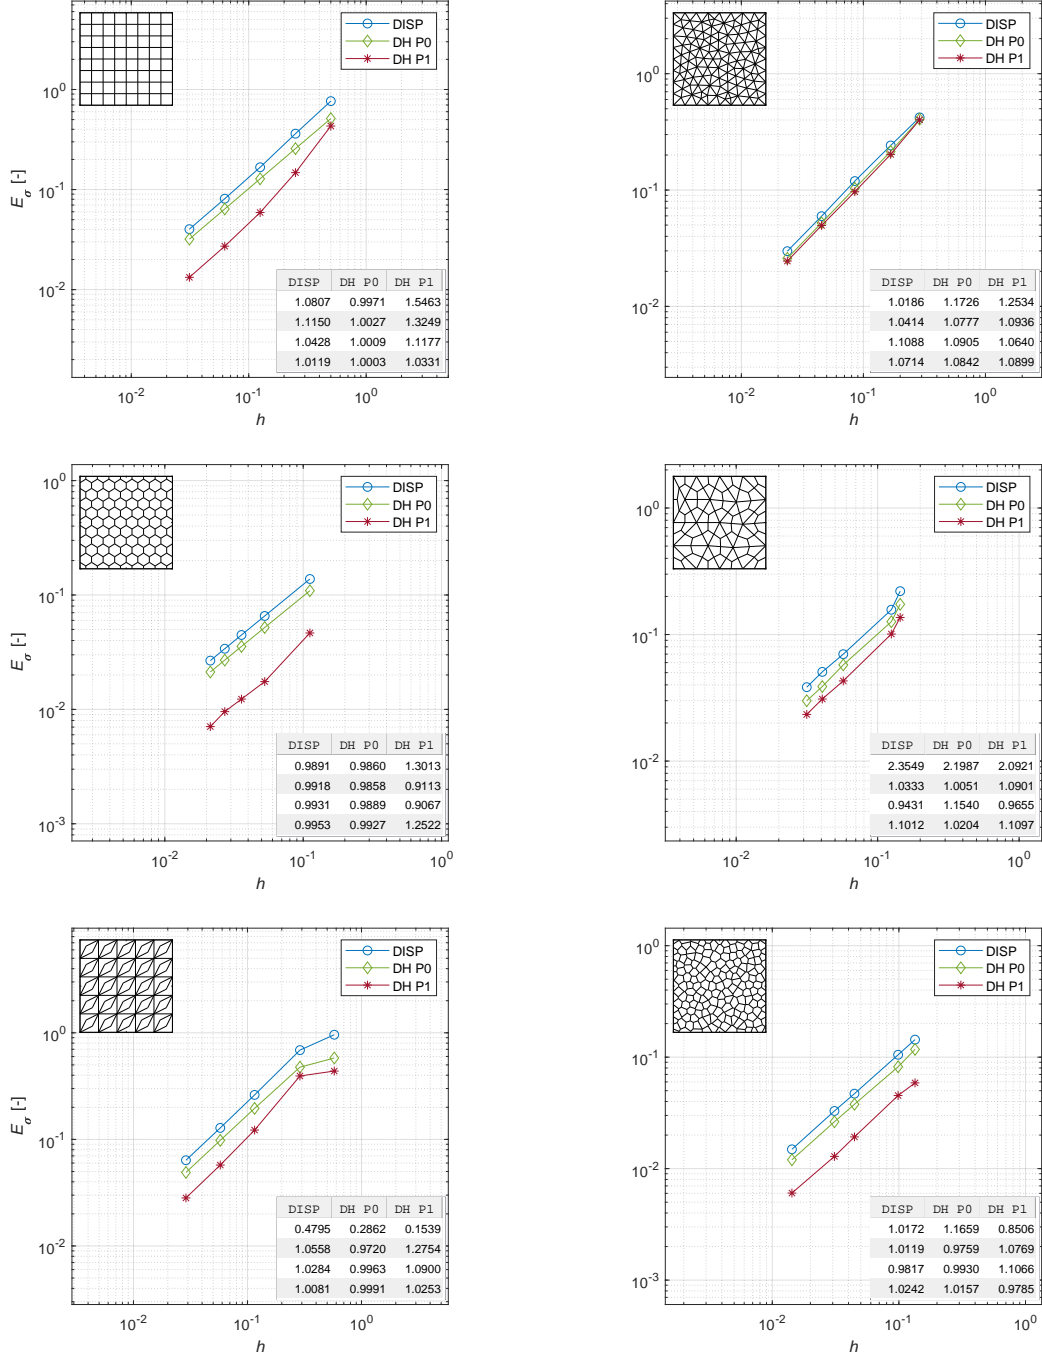 DISP
DH P0
DH P1
10^0
10^-1
10^-2
E_σ [-]
DISP DH P0 DH P1
1.0807 0.9971 1.5463
1.1150 1.0027 1.3249
1.0428 1.0009 1.1177
1.0119 1.0003 1.0331
10^-2 10^-1 10^0
h
DISP
DH P0
DH P1
10^0
10^-1
10^-2
DISP DH P0 DH P1
1.0186 1.1726 1.2534
1.0414 1.0777 1.0936
1.1088 1.0905 1.0640
1.0714 1.0842 1.0899
10^-2 10^-1 10^0
h
DISP
DH P0
DH P1
10^0
10^-1
10^-2
10^-3
E_σ [-]
DISP DH P0 DH P1
0.9891 0.9860 1.3013
0.9918 0.9858 0.9113
0.9931 0.9889 0.9067
0.9953 0.9927 1.2522
10^-2 10^-1 10^0
h
DISP
DH P0
DH P1
10^0
10^-1
10^-2
DISP DH P0 DH P1
2.3549 2.1987 2.0921
1.0333 1.0051 1.0901
0.9431 1.1540 0.9655
1.1012 1.0204 1.1097
10^-2 10^-1 10^0
h
DISP
DH P0
DH P1
10^0
10^-1
10^-2
E_σ [-]
DISP DH P0 DH P1
0.4795 0.2862 0.1539
1.0558 0.9720 1.2754
1.0284 0.9963 1.0900
1.0081 0.9991 1.0253
10^-2 10^-1 10^0
h
DISP
DH P0
DH P1
10^0
10^-1
10^-2
10^-3
DISP DH P0 DH P1
1.0172 1.1659 0.8506
1.0119 0.9759 1.0769
0.9817 0.9930 1.1066
1.0242 1.0157 0.9785
10^-2 10^-1 10^0
h